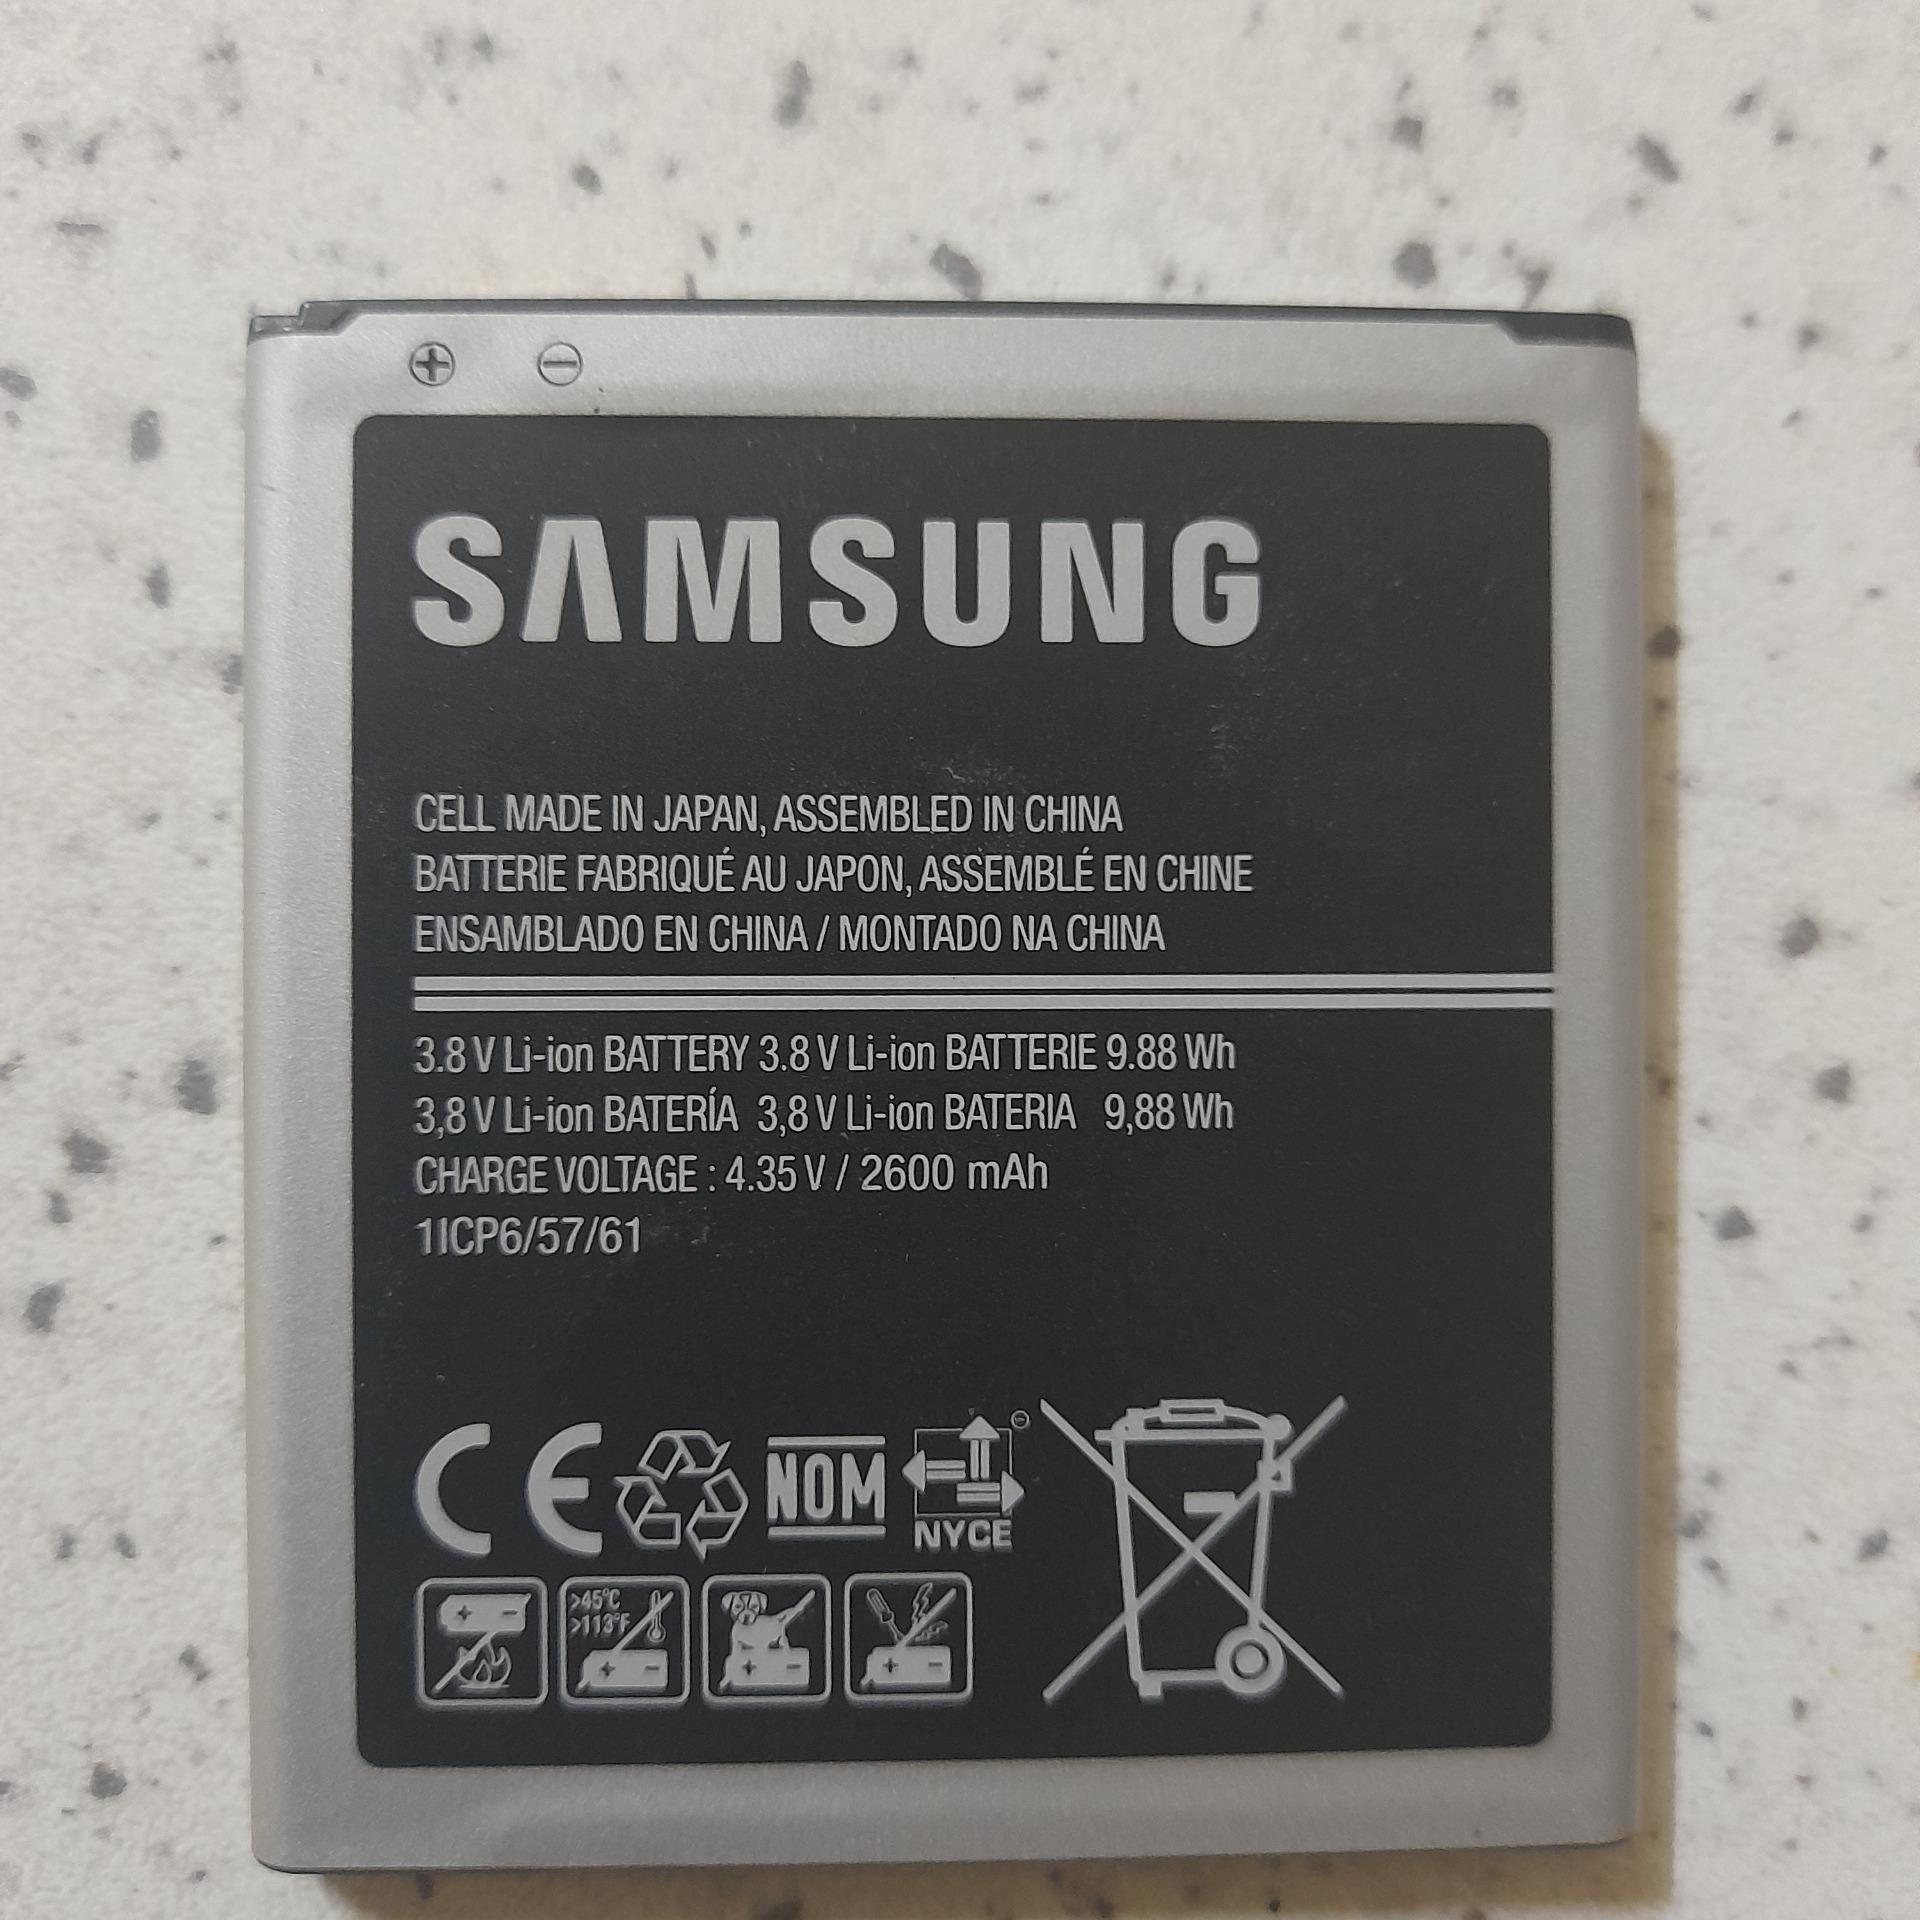 SAMSUNG
CELL MADE IN JAPAN, ASSEMBLED IN CHINA
BATTERIE FABRIQUÉ AU JAPON, ASSEMBLÉ EN CHINE
ENSAMBLADO EN CHINA / MONTADO NA CHINA
3.8 V Li-ion BATTERY 3.8 V Li-ion BATTERIE 9.88 Wh
3,8 V Li-ion BATERÍA 3,8 V Li-ion BATERIA 9,88 Wh
CHARGE VOLTAGE : 4.35 V / 2600 mAh
1ICP6/57/61
CE NOM NYCE
>45°C
>113°F